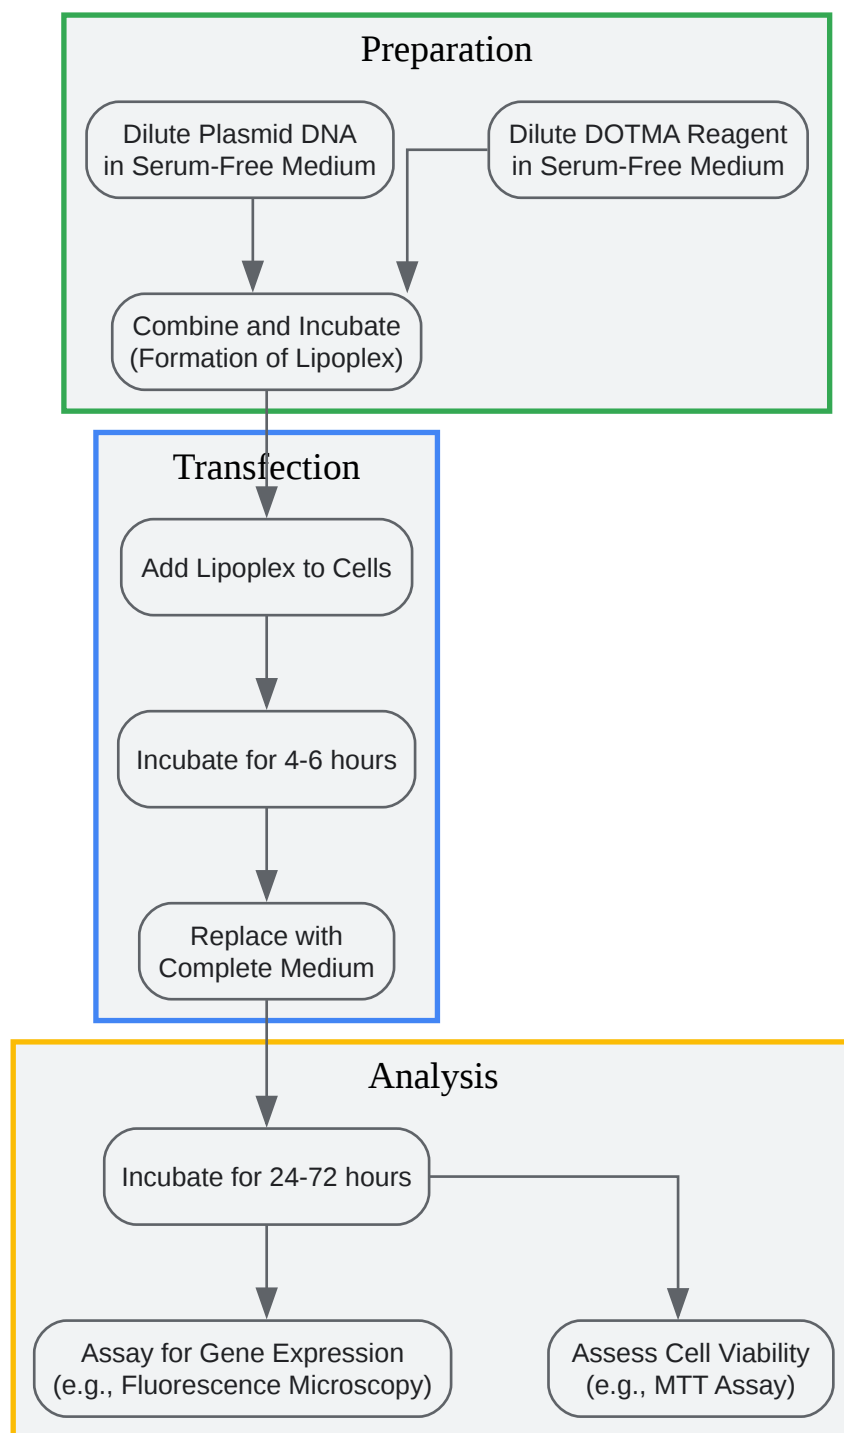 Preparation
Dilute Plasmid DNA
in Serum-Free Medium
Dilute DOTMA Reagent
in Serum-Free Medium
Combine and Incubate
(Formation of Lipoplex)
Transfection
Add Lipoplex to Cells
Incubate for 4-6 hours
Replace with
Complete Medium
Analysis
Incubate for 24-72 hours
Assay for Gene Expression
(e.g., Fluorescence Microscopy)
Assess Cell Viability
(e.g., MTT Assay)